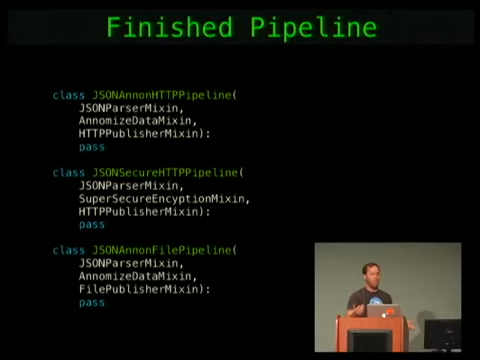 Finished Pipeline
class JSONAnnonHTTPPipeline(
JSONParserMixin,
AnnomizeDataMixin,
HTTPPublisherMixin):
pass
class JSONSecureHTTPPipeline(
JSONParserMixin,
SuperSecureEncyptionMixin,
HTTPPublisherMixin):
pass
class JSONAnnonFilePipeline(
JSONParserMixin,
AnnomizeDataMixin,
FilePublisherMixin):
pass